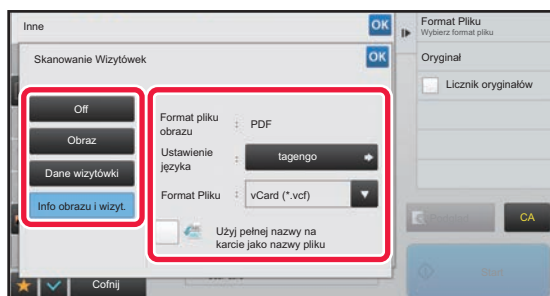 Inne
OK
Format Pliku
Wybierz format pliku
Skanowanie Wizytówek
OK
Oryginał
Licznik oryginałów
Off
Obraz
Dane wizytówki
Info obrazu i wizyt.
Format pliku
obrazu
:
PDF
Ustawienie
języka
:
tagengo
Format Pliku
:
vCard (*.vcf)
Użyj pełnej nazwy na
karcie jako nazwy pliku
CA
Start
Cofnij